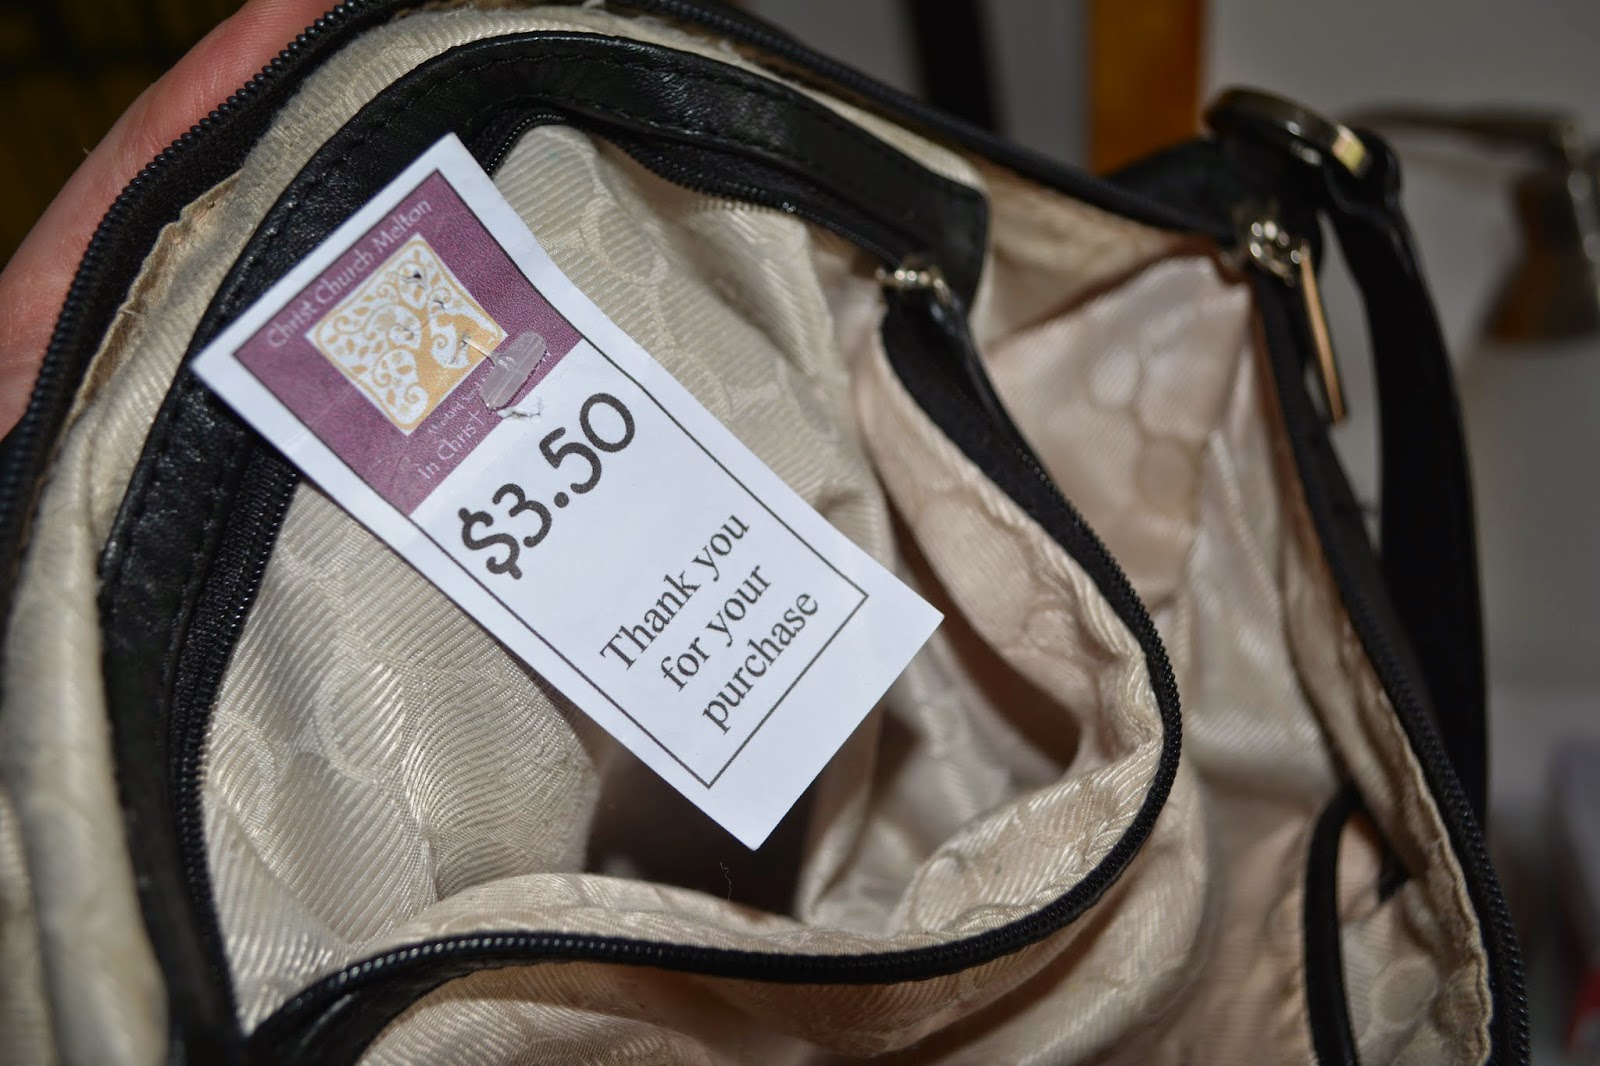 Christ Church Melton
in Christ
$3.50
Thank you
for your
purchase